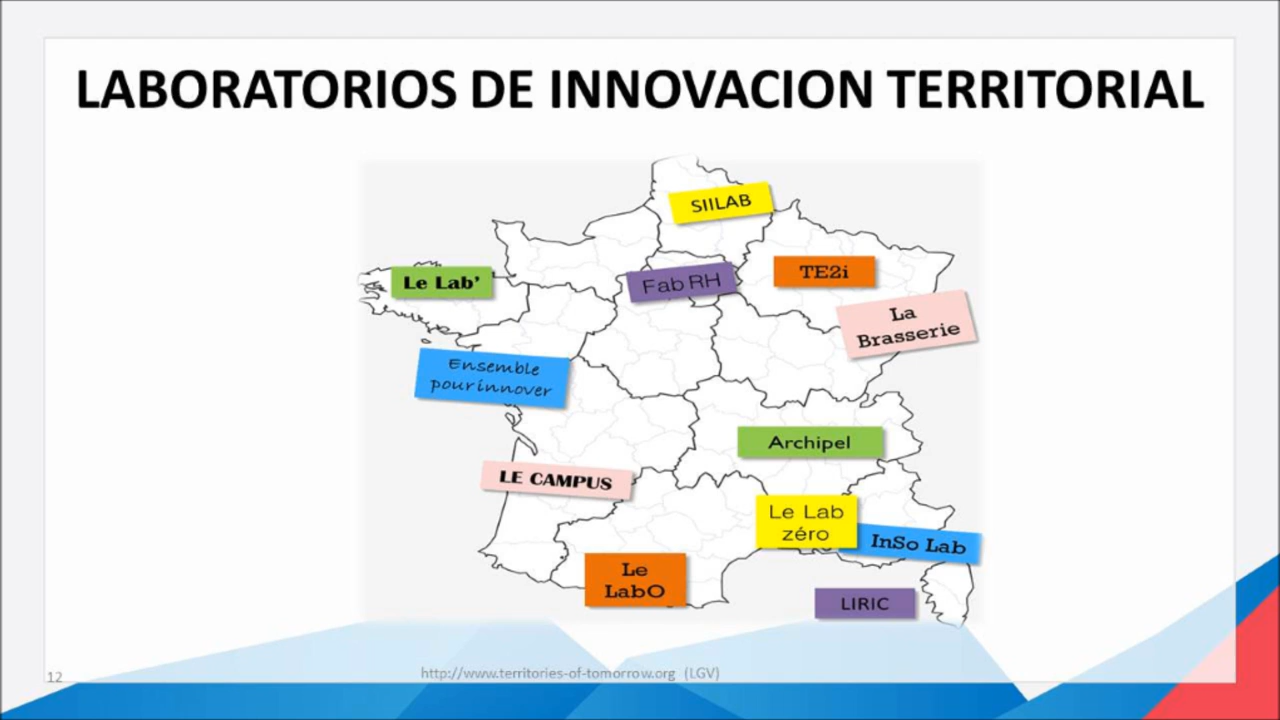 LABORATORIOS DE INNOVACION TERRITORIAL
SIILAB
Le Lab'
Fab RH
TE2i
La
Brasserie
Ensemble
pour innover
Archipel
LE CAMPUS
Le Lab
zéro
InSo Lab
Le
LabO
LIRIC
12
http://www.territories-of-tomorrow.org (LGV)